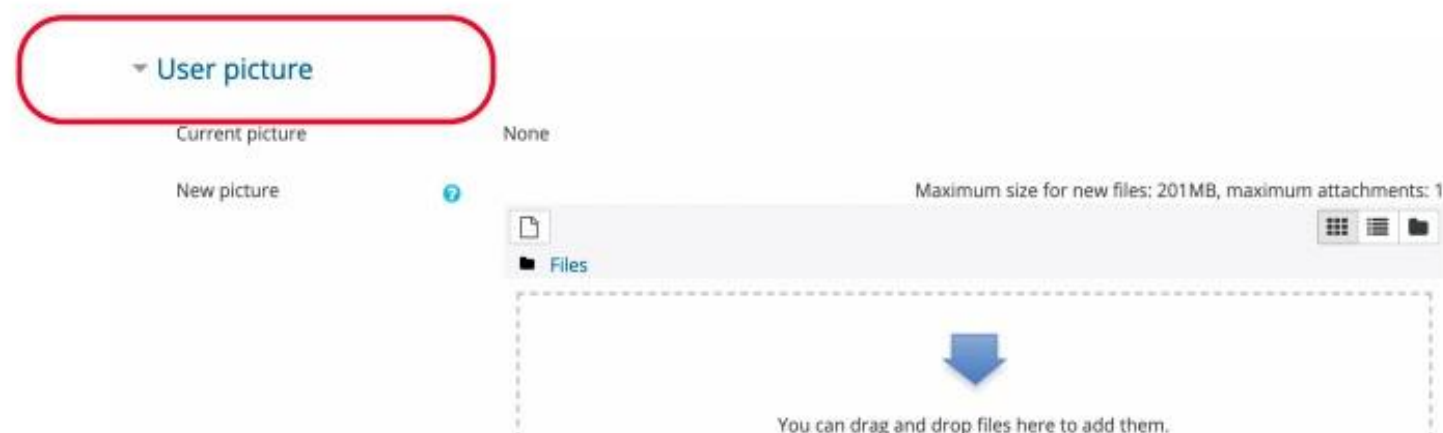 User picture
Current picture None
New picture Maximum size for new files: 201MB, maximum attachments: 1
Files
You can drag and drop files here to add them.